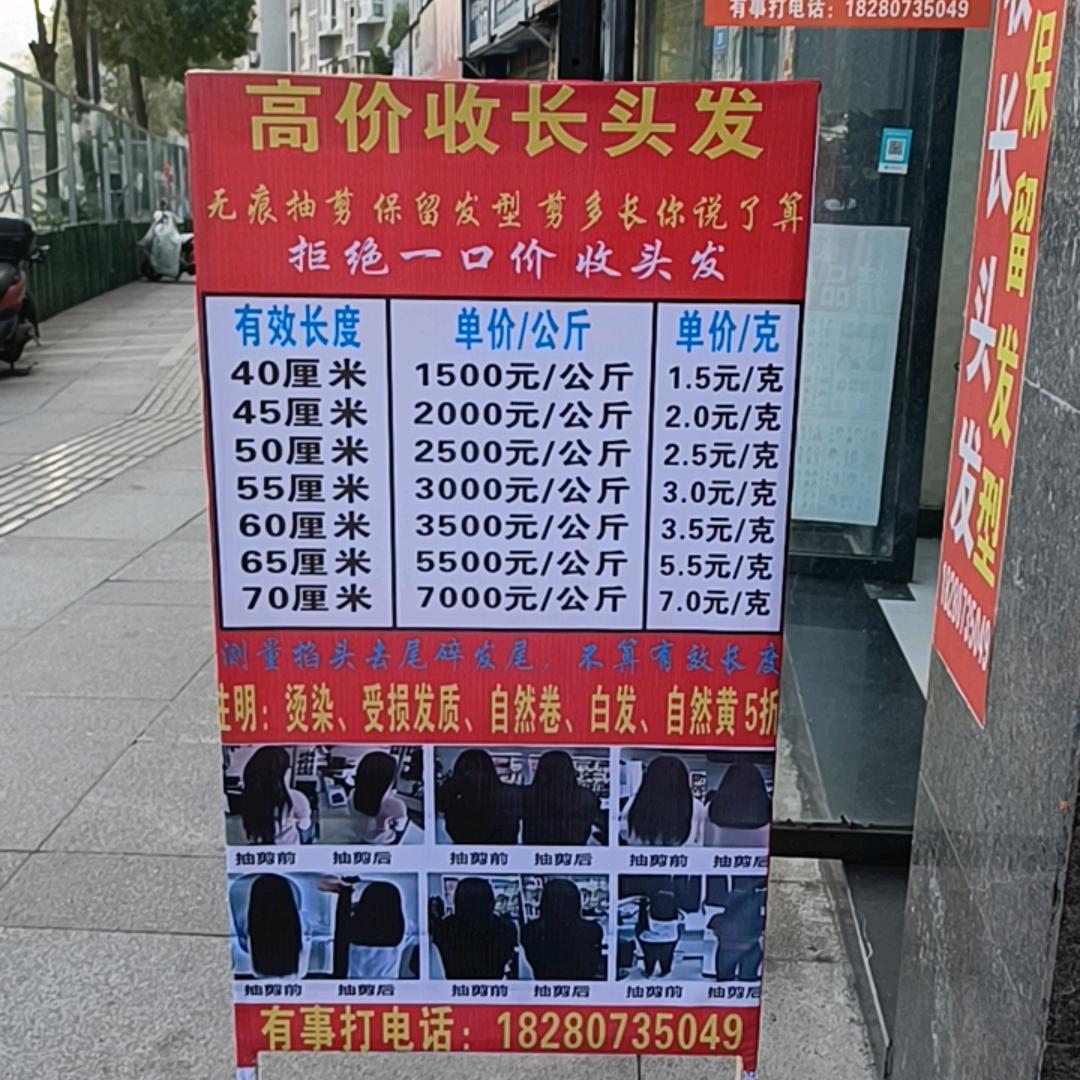 有事打电话：18280735049
高价收长头发
无痕抽剪 保留发型 剪多长你说了算
拒绝一口价 收头发
有效长度 单价/公斤 单价/克
40厘米 1500元/公斤 1.5元/克
45厘米 2000元/公斤 2.0元/克
50厘米 2500元/公斤 2.5元/克
55厘米 3000元/公斤 3.0元/克
60厘米 3500元/公斤 3.5元/克
65厘米 5500元/公斤 5.5元/克
70厘米 7000元/公斤 7.0元/克
测量掐头去尾碎发尾，不算有效长度
注明：烫染、受损发质、自然卷、白发、自然黄5折
抽剪前 抽剪后 抽剪前 抽剪后 抽剪前 抽剪后
抽剪前 抽剪后 抽剪前 抽剪后 抽剪前 抽剪后
有事打电话：18280735049
收长头发
保留发型
18280735049